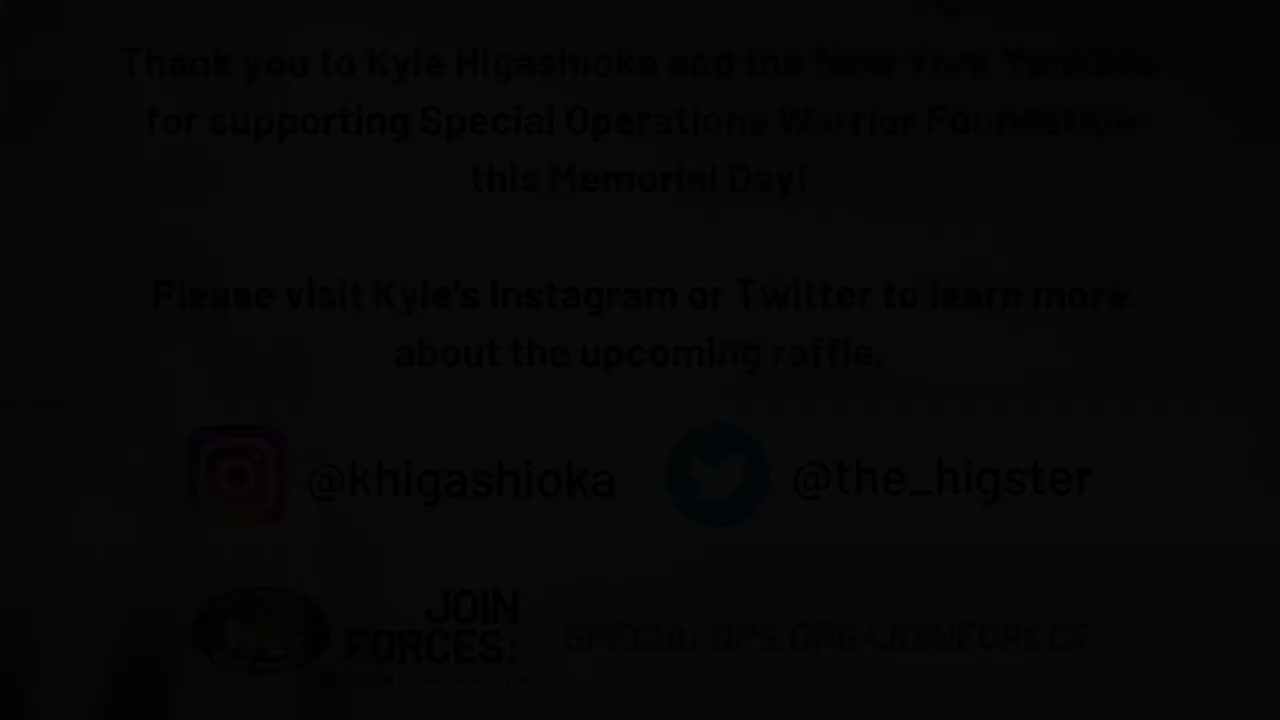 Thank you to Kyle Higashioka and the New York Yankees
for supporting Special Operations Warrior Foundation
this Memorial Day!
Please visit Kyle's Instagram or Twitter to learn more
about the upcoming raffle.
@khigashioka @the_higster
JOIN
FORCES:
SPECIALOPS.ORG/JOINFORCES